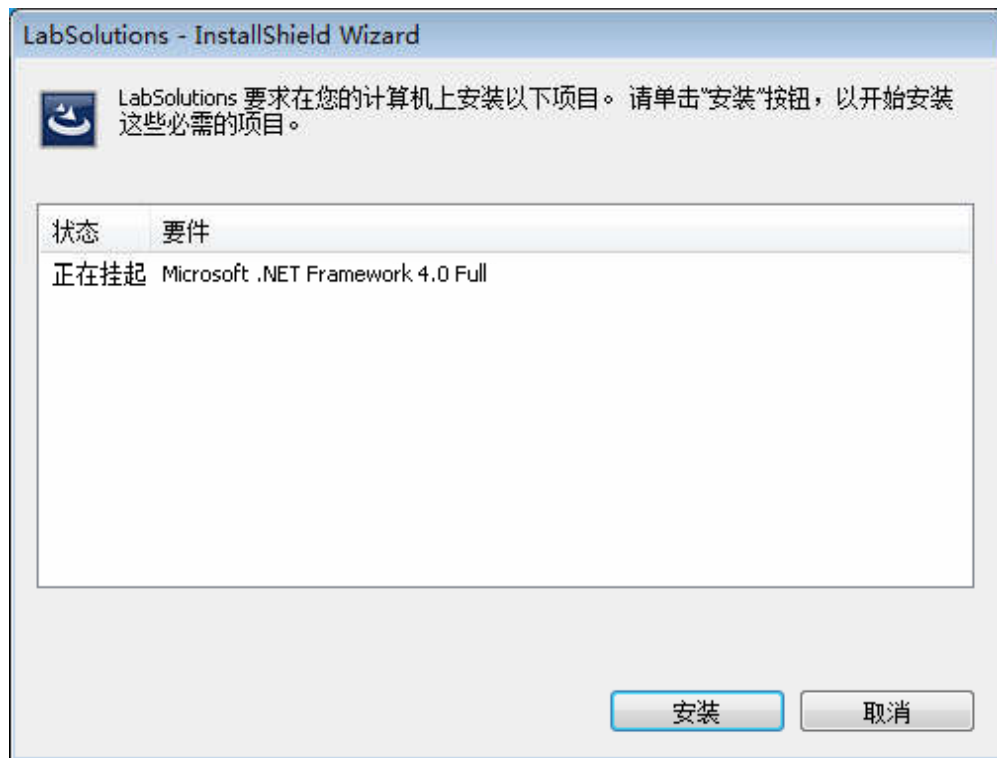 LabSolutions - InstallShield Wizard
LabSolutions 要求在您的计算机上安装以下项目。 请单击"安装"按钮，以开始安装
这些必需的项目。
状态 要件
正在挂起 Microsoft .NET Framework 4.0 Full
安装 取消